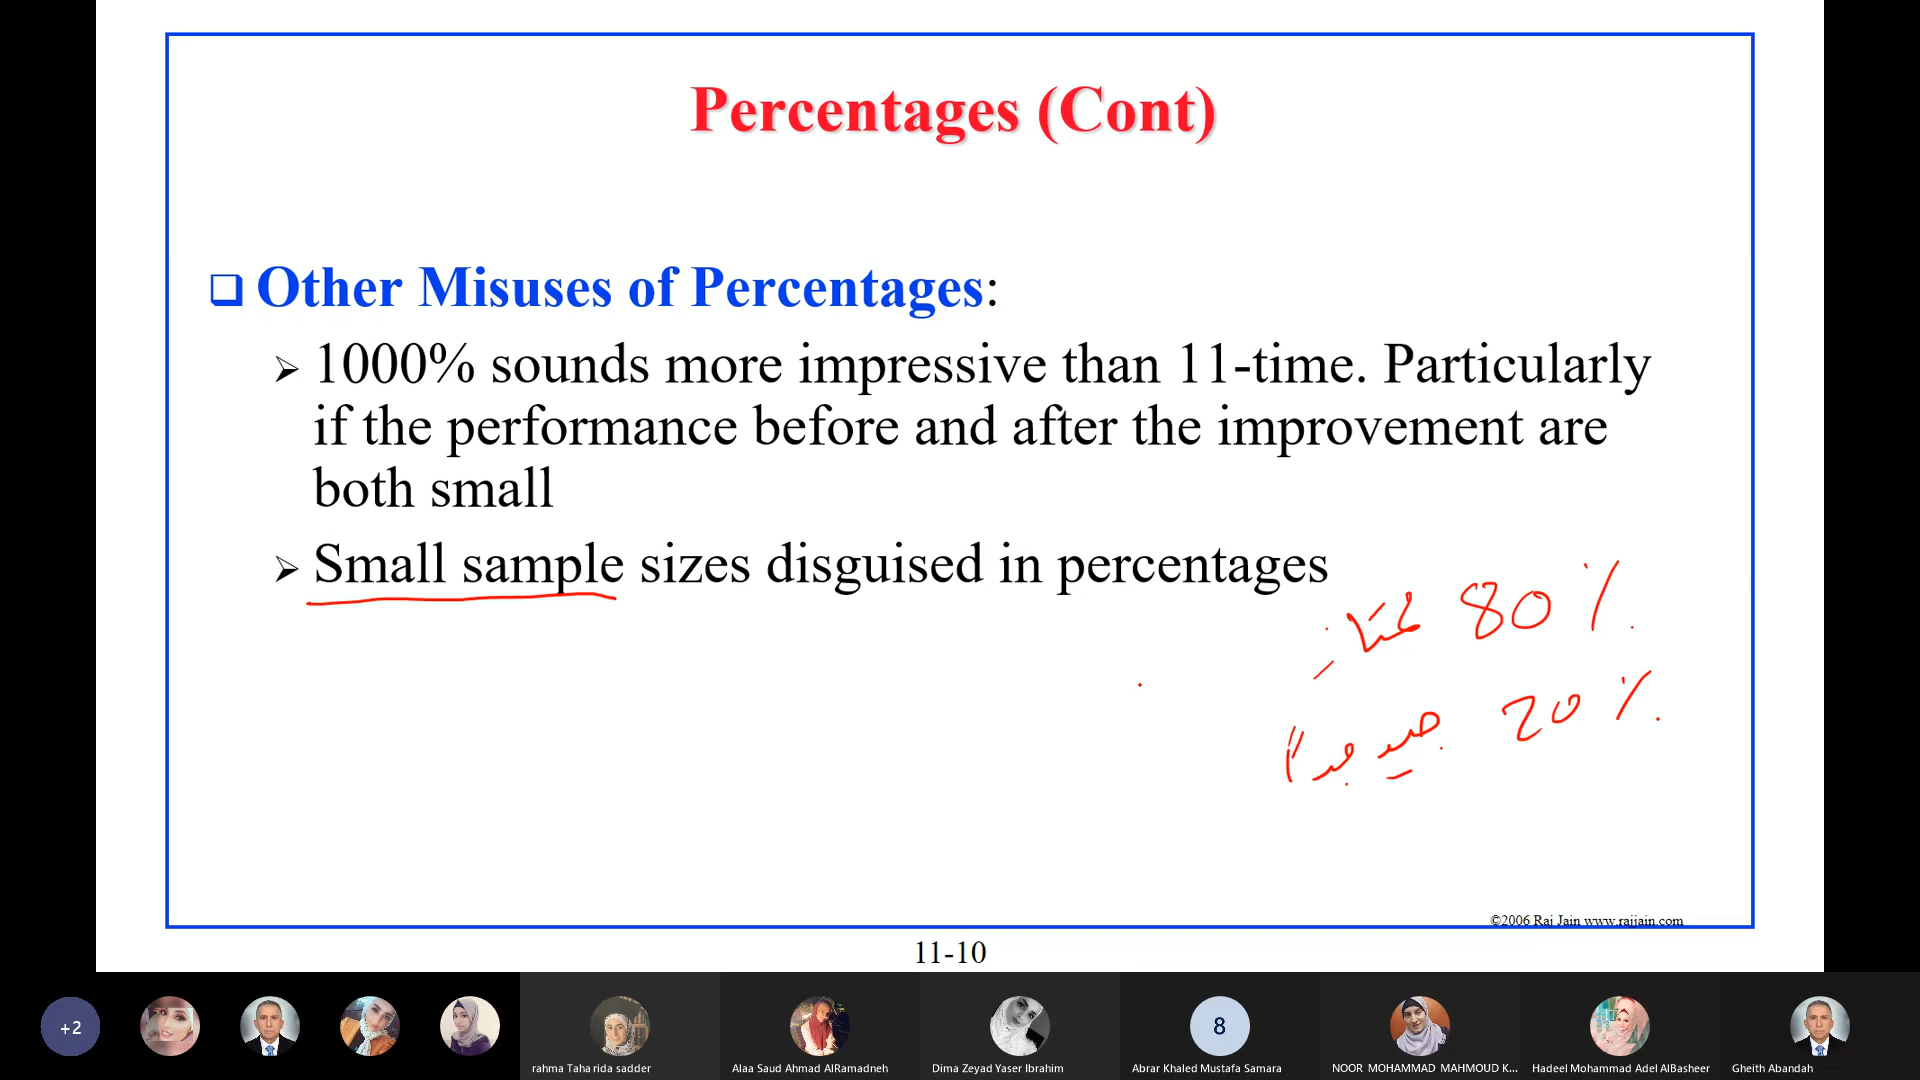 Percentages (Cont)
❑ Other Misuses of Percentages:
➢ 1000% sounds more impressive than 11-time. Particularly
if the performance before and after the improvement are
both small
➢ Small sample sizes disguised in percentages
80 % ممتاز
20 % جيد جداً
©2006 Raj Jain www.rajjain.com
11-10
+2
rahma Taha rida sadder
Alaa Saud Ahmad AlRamadneh
Dima Zeyad Yaser Ibrahim
8
Abrar Khaled Mustafa Samara
NOOR MOHAMMAD MAHMOUD K...
Hadeel Mohammad Adel AlBasheer
Gheith Abandah